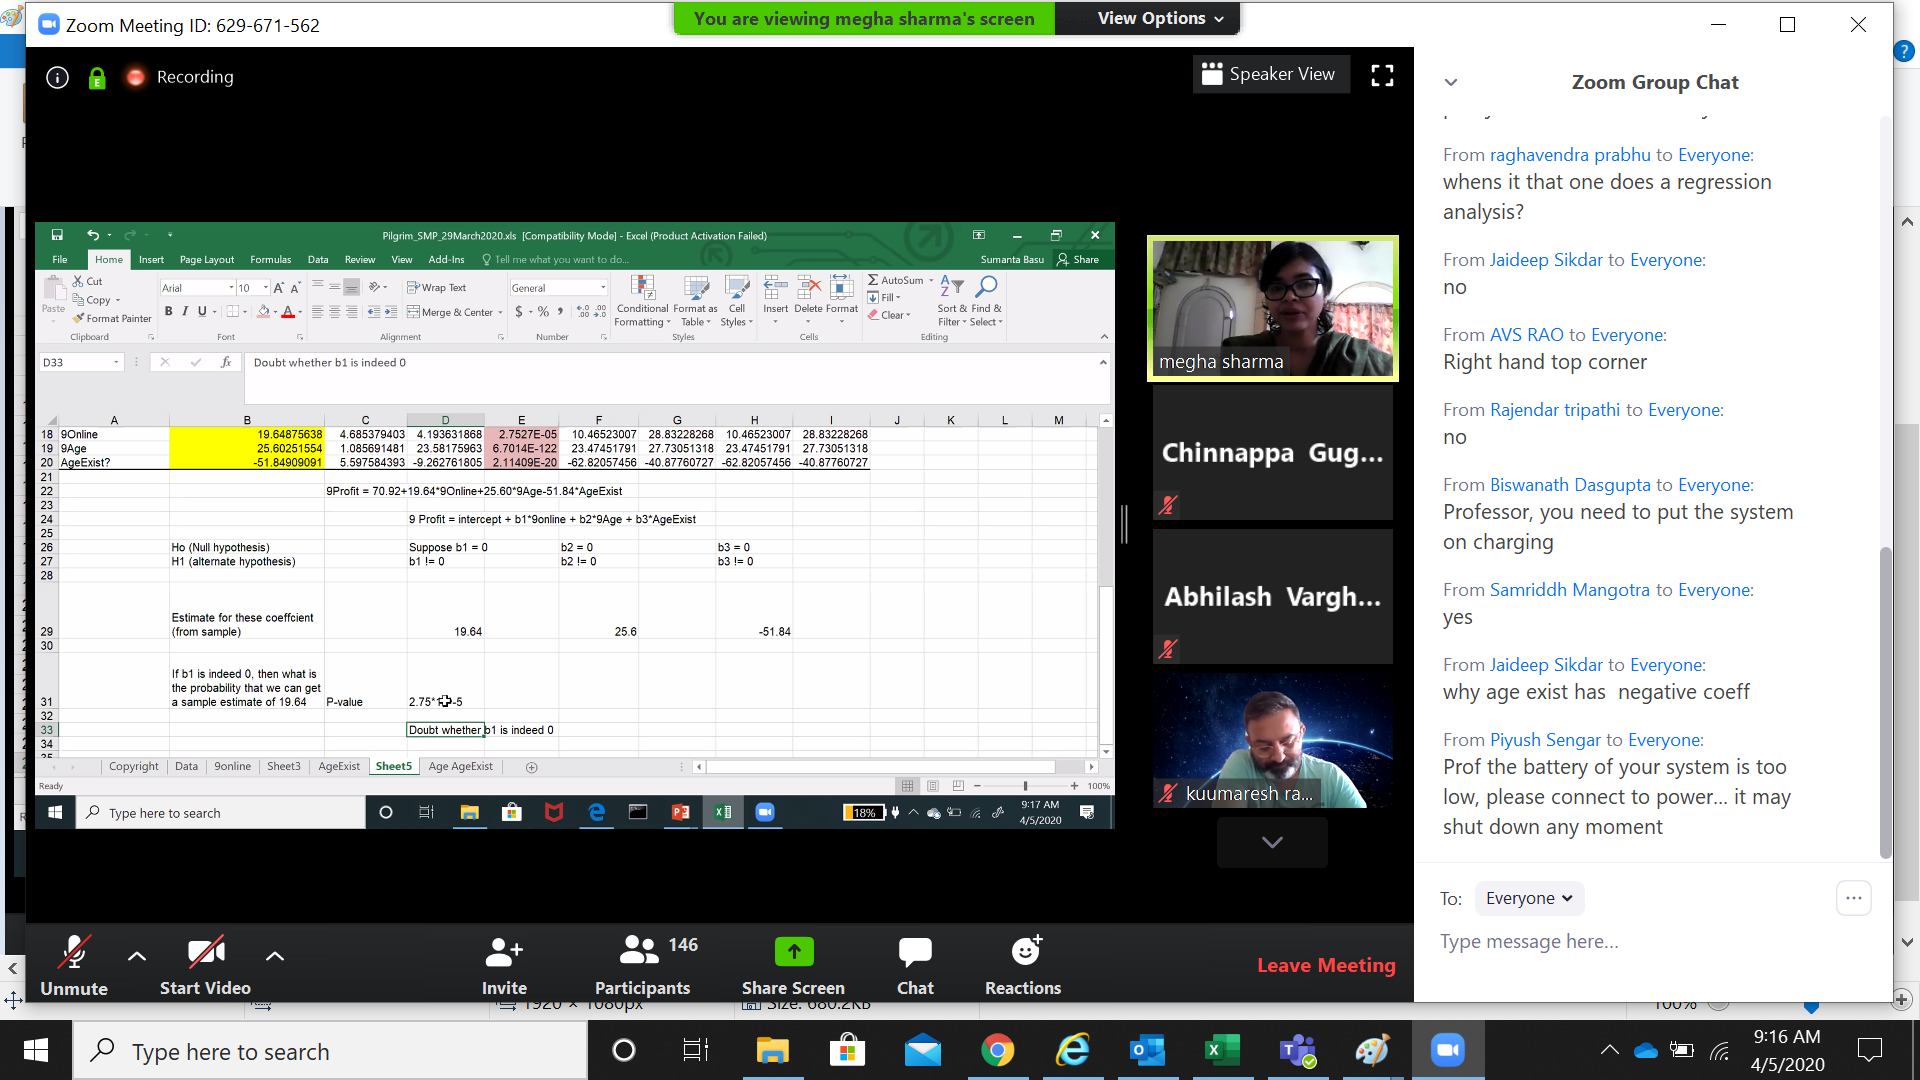 Zoom Meeting ID: 629-671-562
You are viewing megha sharma's screen
View Options
Recording
Speaker View
Pilgrim_SMP_29March2020.xls [Compatibility Mode] - Excel (Product Activation Failed)
File Home Insert Page Layout Formulas Data Review View Add-Ins Tell me what you want to do...
Sumanta Basu Share
Paste
Cut
Copy
Format Painter
Clipboard
Arial 10
B I U
Font
Wrap Text
Merge & Center
Alignment
General
$ % ,
Number
Conditional Formatting
Format as Table
Cell Styles
Styles
Insert Delete Format
Cells
AutoSum
Fill
Clear
Sort & Filter
Find & Select
Editing
D33 fx Doubt whether b1 is indeed 0
A B C D E F G H I J K L M
18 9Online 19.64875638 4.685379403 4.193631868 2.7527E-05 10.46523007 28.83228268 10.46523007 28.83228268
19 9Age 25.60251554 1.085691481 23.58175963 6.7014E-122 23.47451791 27.73051318 23.47451791 27.73051318
20 AgeExist? -51.84909091 5.597584393 -9.262761805 2.11409E-20 -62.82057456 -40.87760727 -62.82057456 -40.87760727
21
22 9Profit = 70.92+19.64*9Online+25.60*9Age-51.84*AgeExist
23
24 9 Profit = intercept + b1*9online + b2*9Age + b3*AgeExist
25
26 Ho (Null hypothesis) Suppose b1 = 0 b2 = 0 b3 = 0
27 H1 (alternate hypothesis) b1 != 0 b2 != 0 b3 != 0
28
Estimate for these coeffcient
29 (from sample) 19.64 25.6 -51.84
30
If b1 is indeed 0, then what is
the probability that we can get
31 a sample estimate of 19.64 P-value 2.75* -5
32
33 Doubt whether b1 is indeed 0
34
35
Copyright Data 9online Sheet3 AgeExist Sheet5 Age AgeExist
Ready
100%
Type here to search
18%
9:17 AM
4/5/2020
megha sharma
Chinnappa Gug...
Abhilash Vargh...
kuumaresh ra...
Zoom Group Chat
From raghavendra prabhu to Everyone:
whens it that one does a regression
analysis?
From Jaideep Sikdar to Everyone:
no
From AVS RAO to Everyone:
Right hand top corner
From Rajendar tripathi to Everyone:
no
From Biswanath Dasgupta to Everyone:
Professor, you need to put the system
on charging
From Samriddh Mangotra to Everyone:
yes
From Jaideep Sikdar to Everyone:
why age exist has negative coeff
From Piyush Sengar to Everyone:
Prof the battery of your system is too
low, please connect to power... it may
shut down any moment
To: Everyone
Type message here...
Unmute
Start Video
Invite
Participants 146
Share Screen
Chat
Reactions
Leave Meeting
1920 × 1080px
Size: 680.2KB
100%
Type here to search
9:16 AM
4/5/2020